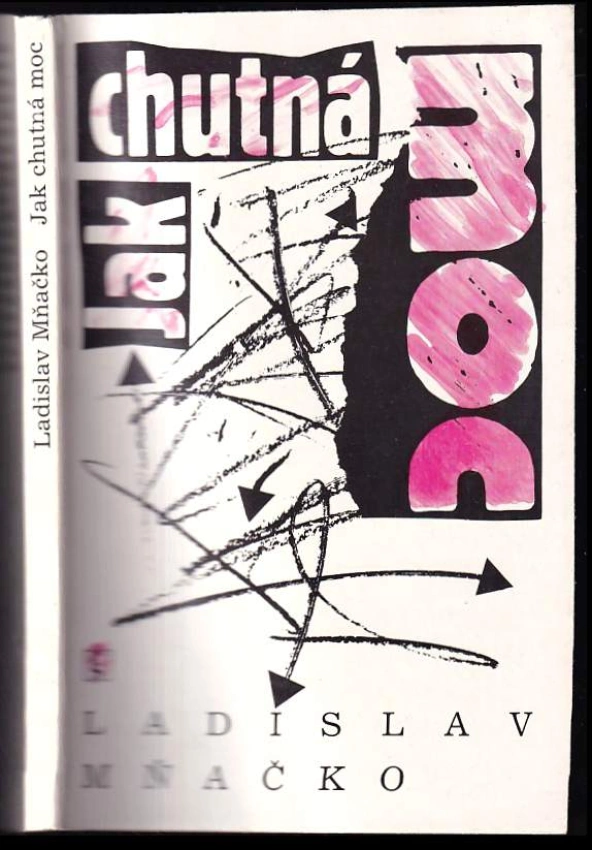 Ladislav Mňačko Jak chutná moc
Jak
chutná
moc
LADISLAV
MŇAČKO